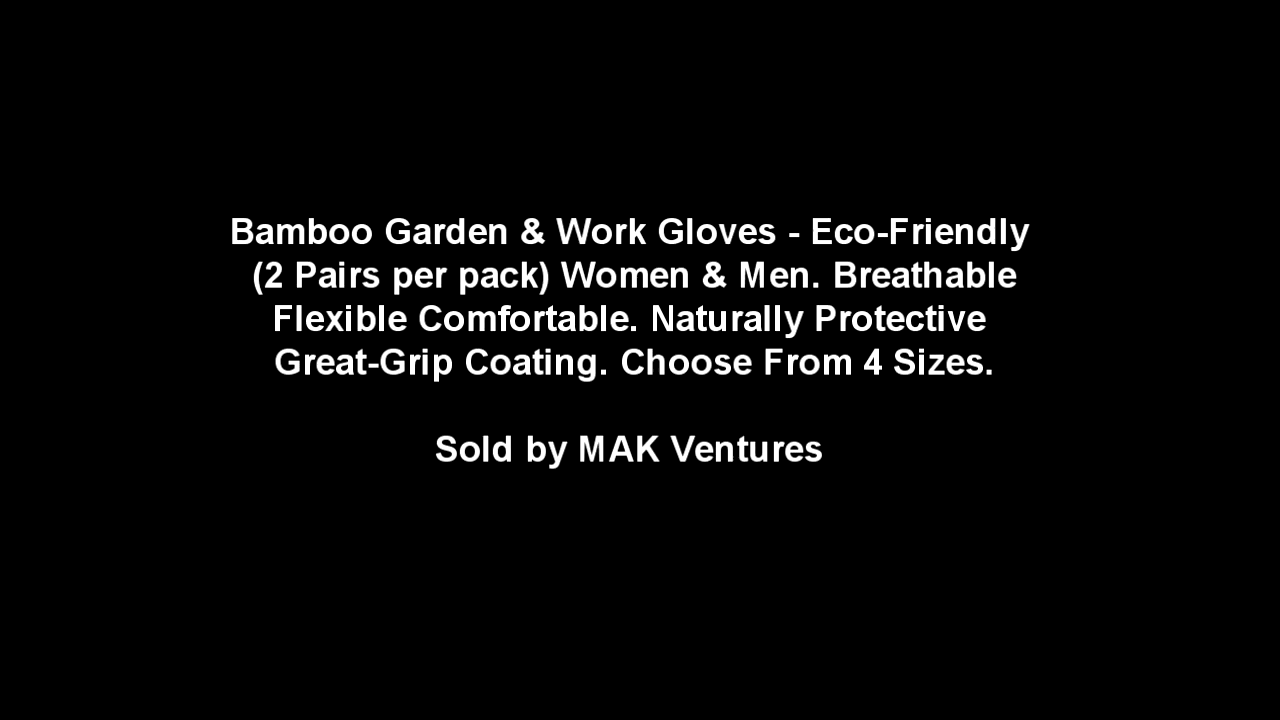 Bamboo Garden & Work Gloves - Eco-Friendly
(2 Pairs per pack) Women & Men. Breathable
Flexible Comfortable. Naturally Protective
Great-Grip Coating. Choose From 4 Sizes.
Sold by MAK Ventures